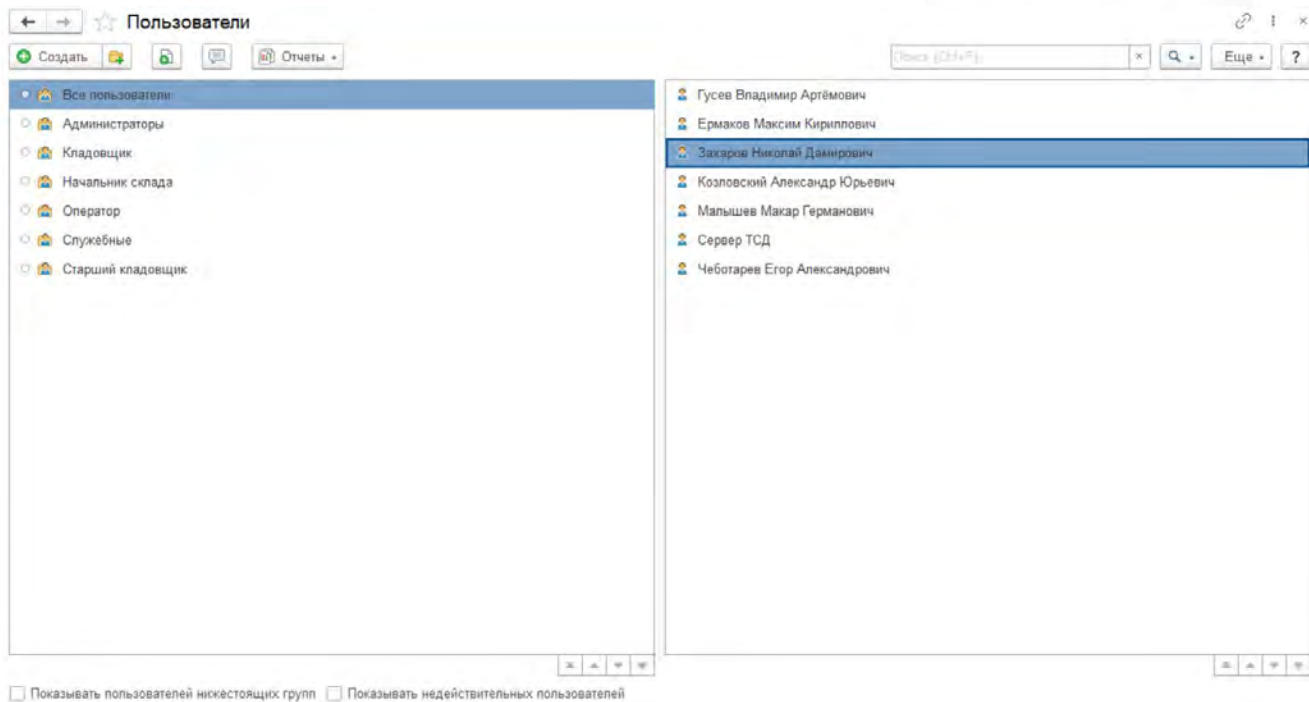 Пользователи
Создать
Отчеты
Поиск (Ctrl+F)
Еще
?
Все пользователи
Администраторы
Кладовщик
Начальник склада
Оператор
Служебные
Старший кладовщик
Гусев Владимир Артёмович
Ермаков Максим Кириллович
Захаров Николай Дамирович
Козловский Александр Юрьевич
Малышев Макар Германович
Сервер ТСД
Чеботарев Егор Александрович
Показывать пользователей нижестоящих групп
Показывать недействительных пользователей